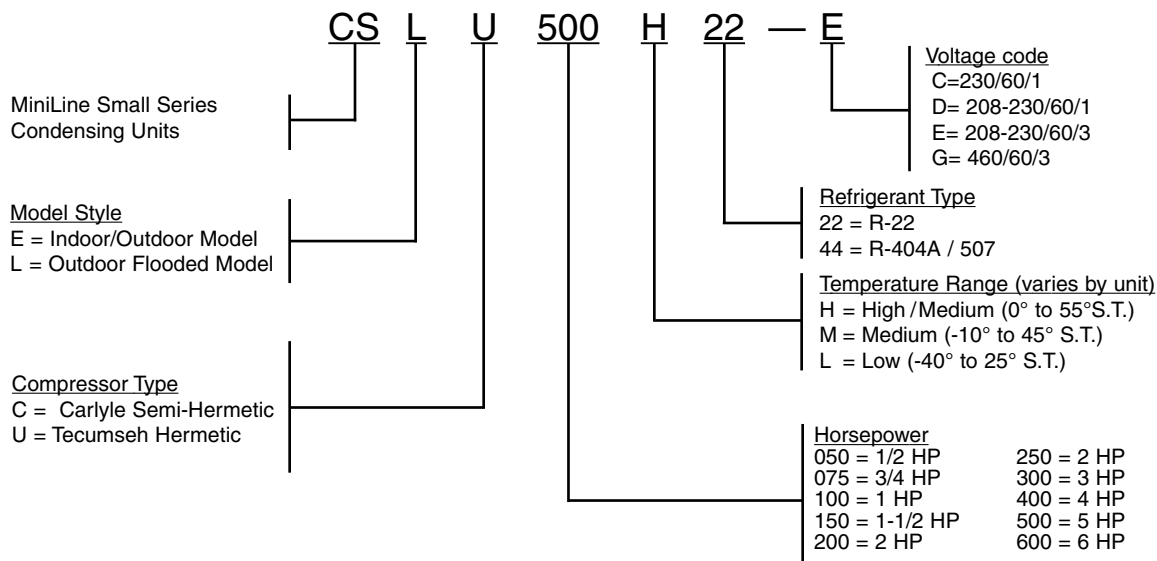 CS L U 500 H 22 — E
Voltage code
C=230/60/1
D= 208-230/60/1
E= 208-230/60/3
G= 460/60/3
MiniLine Small Series
Condensing Units
Refrigerant Type
22 = R-22
44 = R-404A / 507
Model Style
E = Indoor/Outdoor Model
L = Outdoor Flooded Model
Temperature Range (varies by unit)
H = High/Medium (0° to 55°S.T.)
M = Medium (-10° to 45° S.T.)
L = Low (-40° to 25° S.T.)
Compressor Type
C = Carlyle Semi-Hermetic
U = Tecumseh Hermetic
Horsepower
050 = 1/2 HP 250 = 2 HP
075 = 3/4 HP 300 = 3 HP
100 = 1 HP 400 = 4 HP
150 = 1-1/2 HP 500 = 5 HP
200 = 2 HP 600 = 6 HP